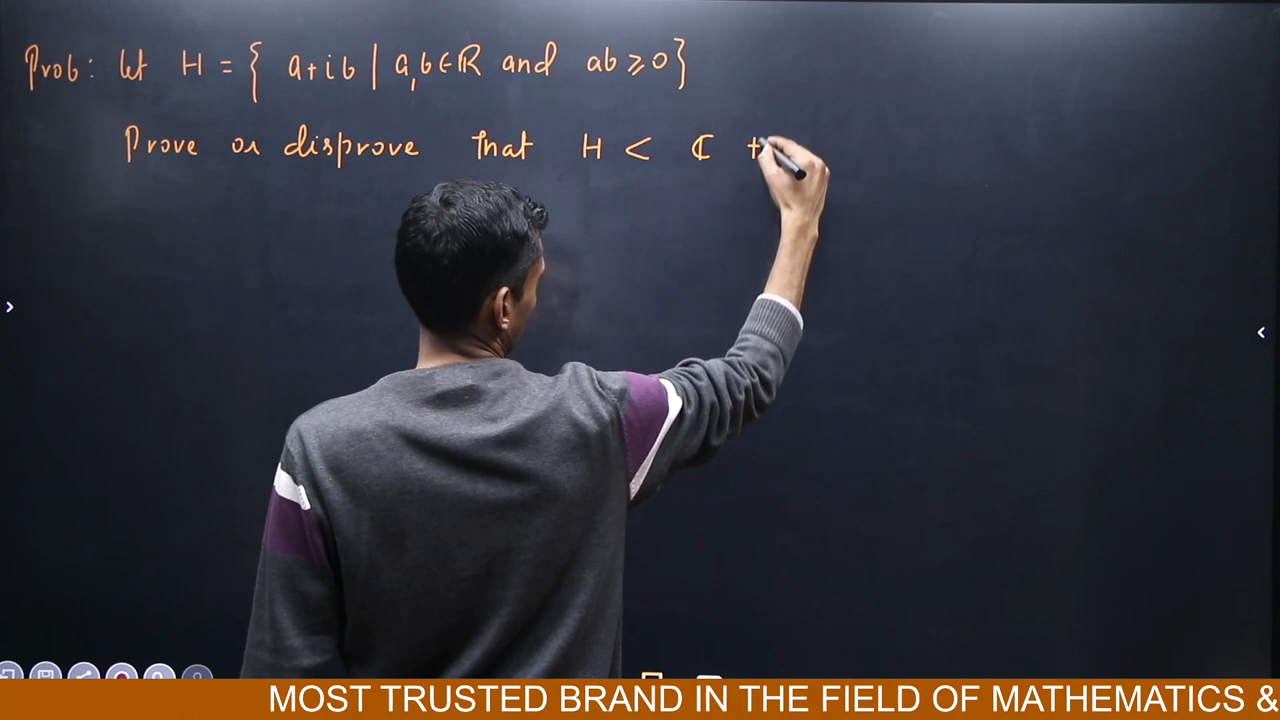 Prob: Let H = { a+ib | a,b ∈ ℝ and ab ⩾ 0 }
Prove or disprove that H < ℂ
MOST TRUSTED BRAND IN THE FIELD OF MATHEMATICS &